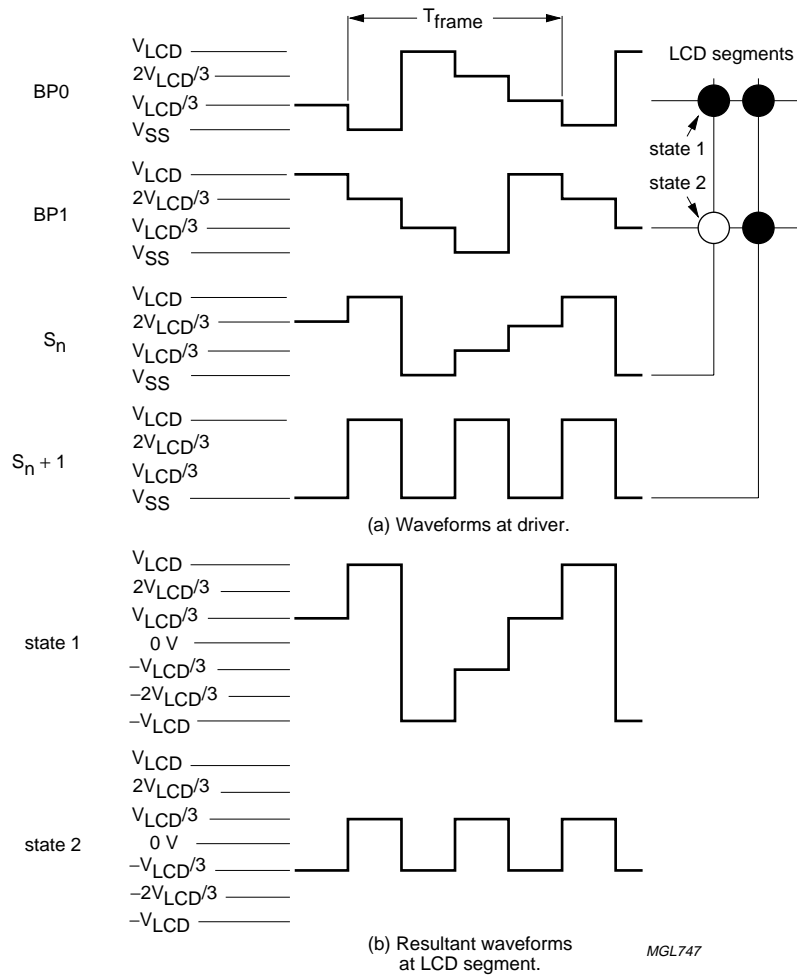 T_frame
LCD segments
BP0
V_LCD
2V_LCD/3
V_LCD/3
V_SS
state 1
BP1
V_LCD
2V_LCD/3
V_LCD/3
V_SS
state 2
S_n
V_LCD
2V_LCD/3
V_LCD/3
V_SS
S_n + 1
V_LCD
2V_LCD/3
V_LCD/3
V_SS
(a) Waveforms at driver.
state 1
V_LCD
2V_LCD/3
V_LCD/3
0 V
−V_LCD/3
−2V_LCD/3
−V_LCD
state 2
V_LCD
2V_LCD/3
V_LCD/3
0 V
−V_LCD/3
−2V_LCD/3
−V_LCD
(b) Resultant waveforms
at LCD segment.
MGL747